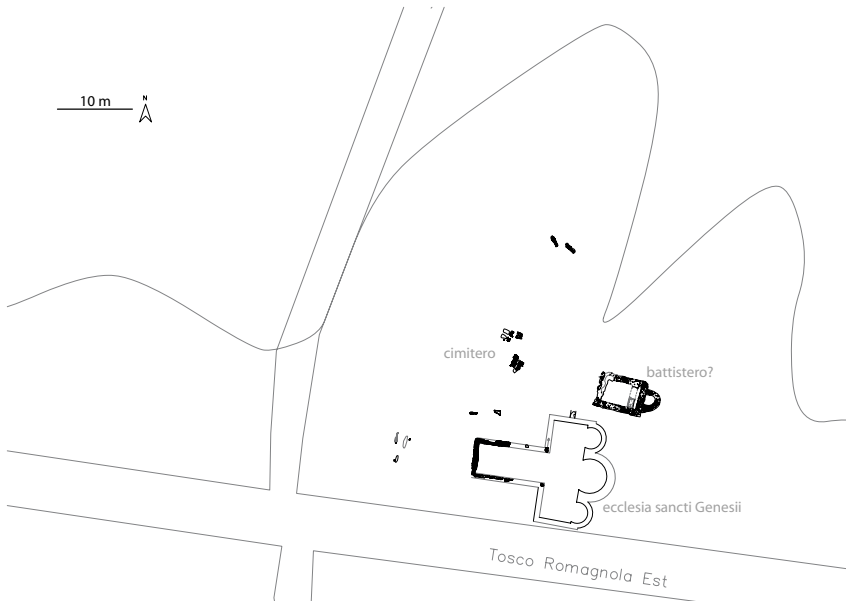 10 m
N
cimitero
battistero?
ecclesia sancti Genesii
Tosco Romagnola Est